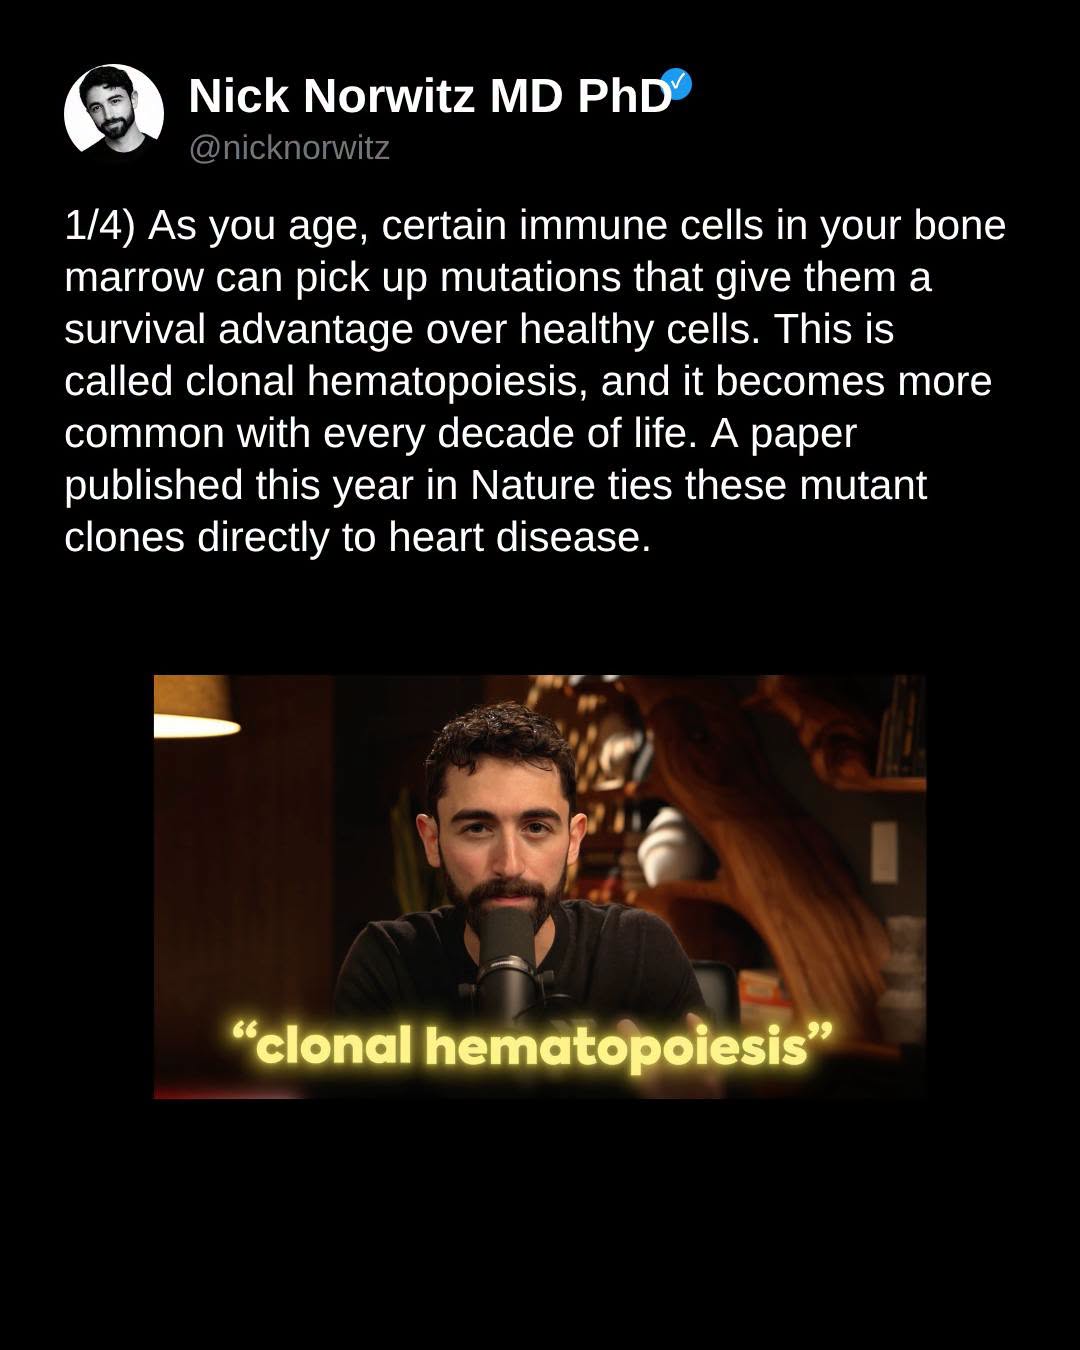 Nick Norwitz MD PhD
@nicknorwitz
1/4) As you age, certain immune cells in your bone
marrow can pick up mutations that give them a
survival advantage over healthy cells. This is
called clonal hematopoiesis, and it becomes more
common with every decade of life. A paper
published this year in Nature ties these mutant
clones directly to heart disease.
“clonal hematopoiesis”